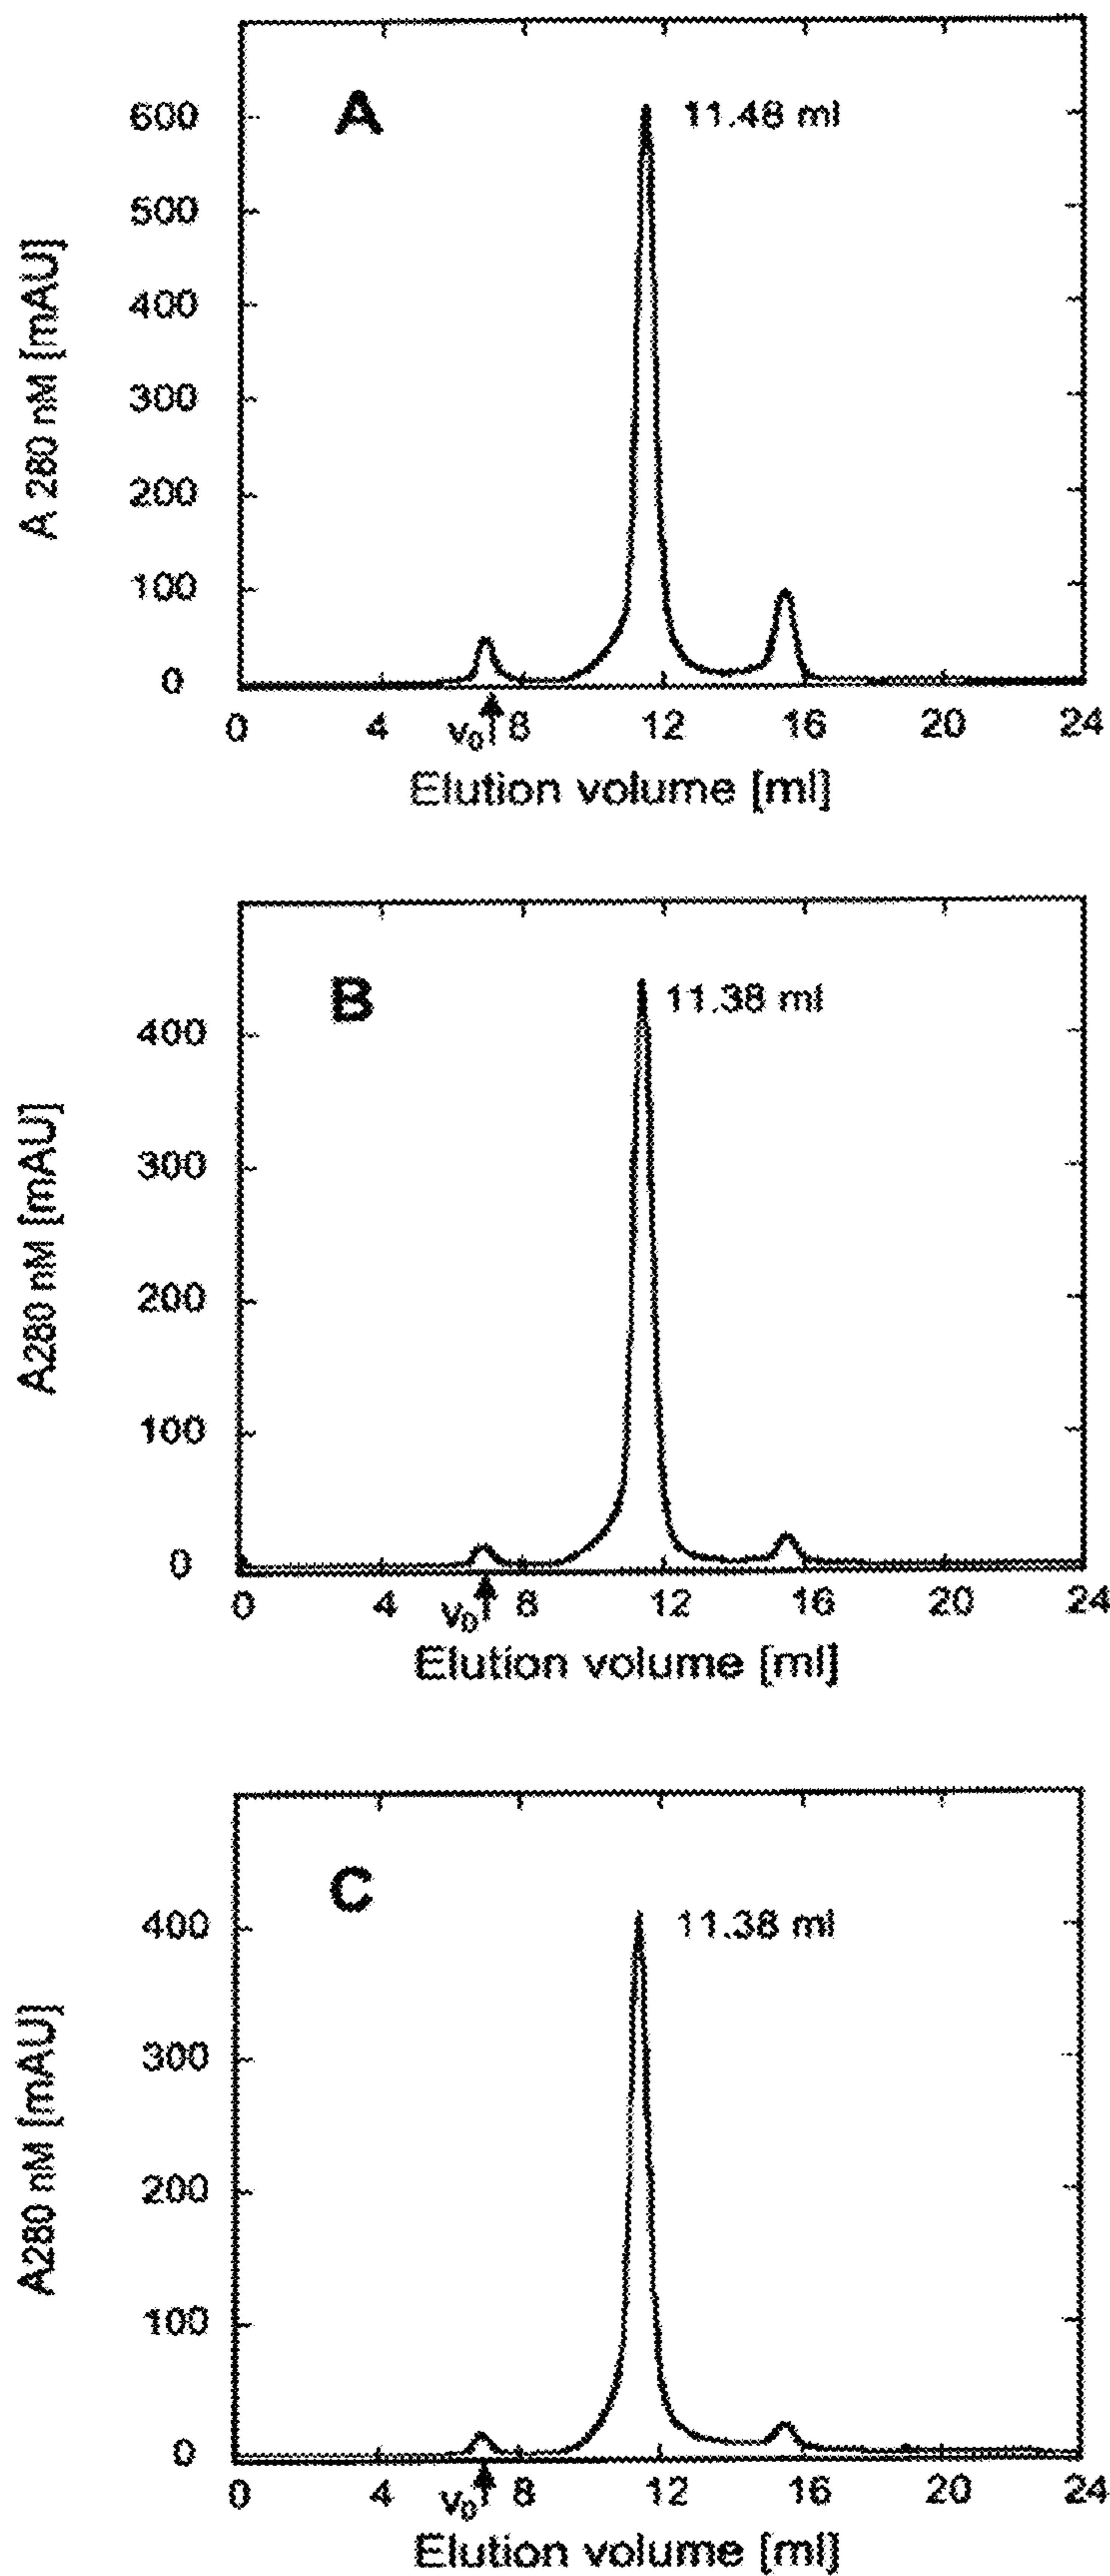 A
11.48 ml
600
500
400
300
200
100
0
A 280 nM [mAU]
0 4 v0 8 12 16 20 24
Elution volume [ml]
B
11.38 ml
400
300
200
100
0
A280 nM [mAU]
0 4 v0 8 12 16 20 24
Elution volume [ml]
C
11.38 ml
400
300
200
100
0
A280 nM [mAU]
0 4 v0 8 12 16 20 24
Elution volume [ml]